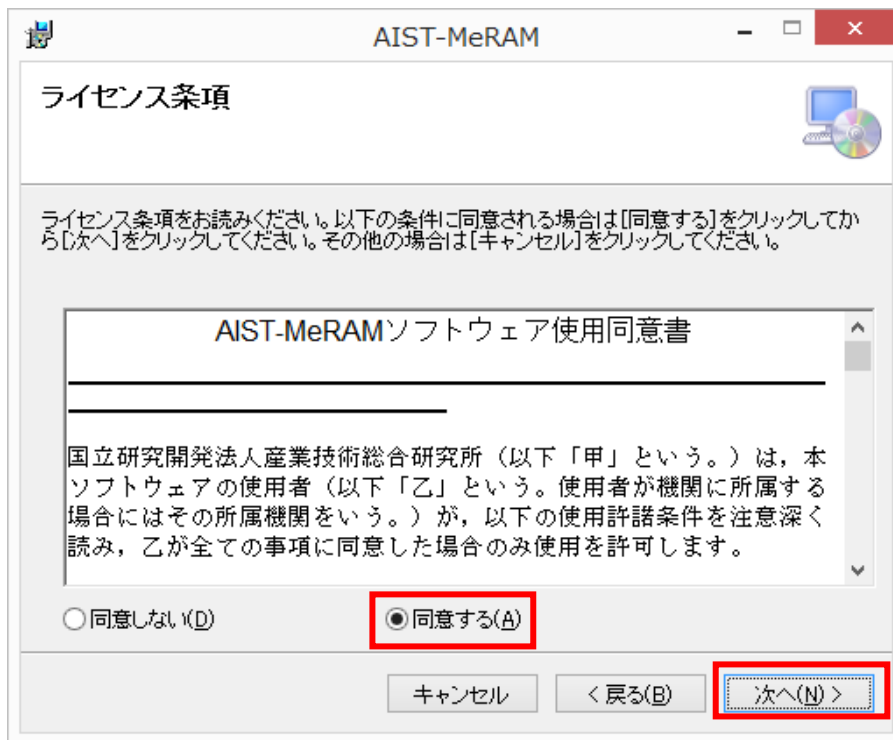 AIST-MeRAM
ライセンス条項
ライセンス条項をお読みください。以下の条件に同意される場合は[同意する]をクリックしてか
ら[次へ]をクリックしてください。その他の場合は[キャンセル]をクリックしてください。
AIST-MeRAMソフトウェア使用同意書
国立研究開発法人産業技術総合研究所（以下「甲」という。）は，本
ソフトウェアの使用者（以下「乙」という。使用者が機関に所属する
場合にはその所属機関をいう。）が，以下の使用許諾条件を注意深く
読み，乙が全ての事項に同意した場合のみ使用を許可します。
同意しない(D) 同意する(A)
キャンセル < 戻る(B) 次へ(N) >